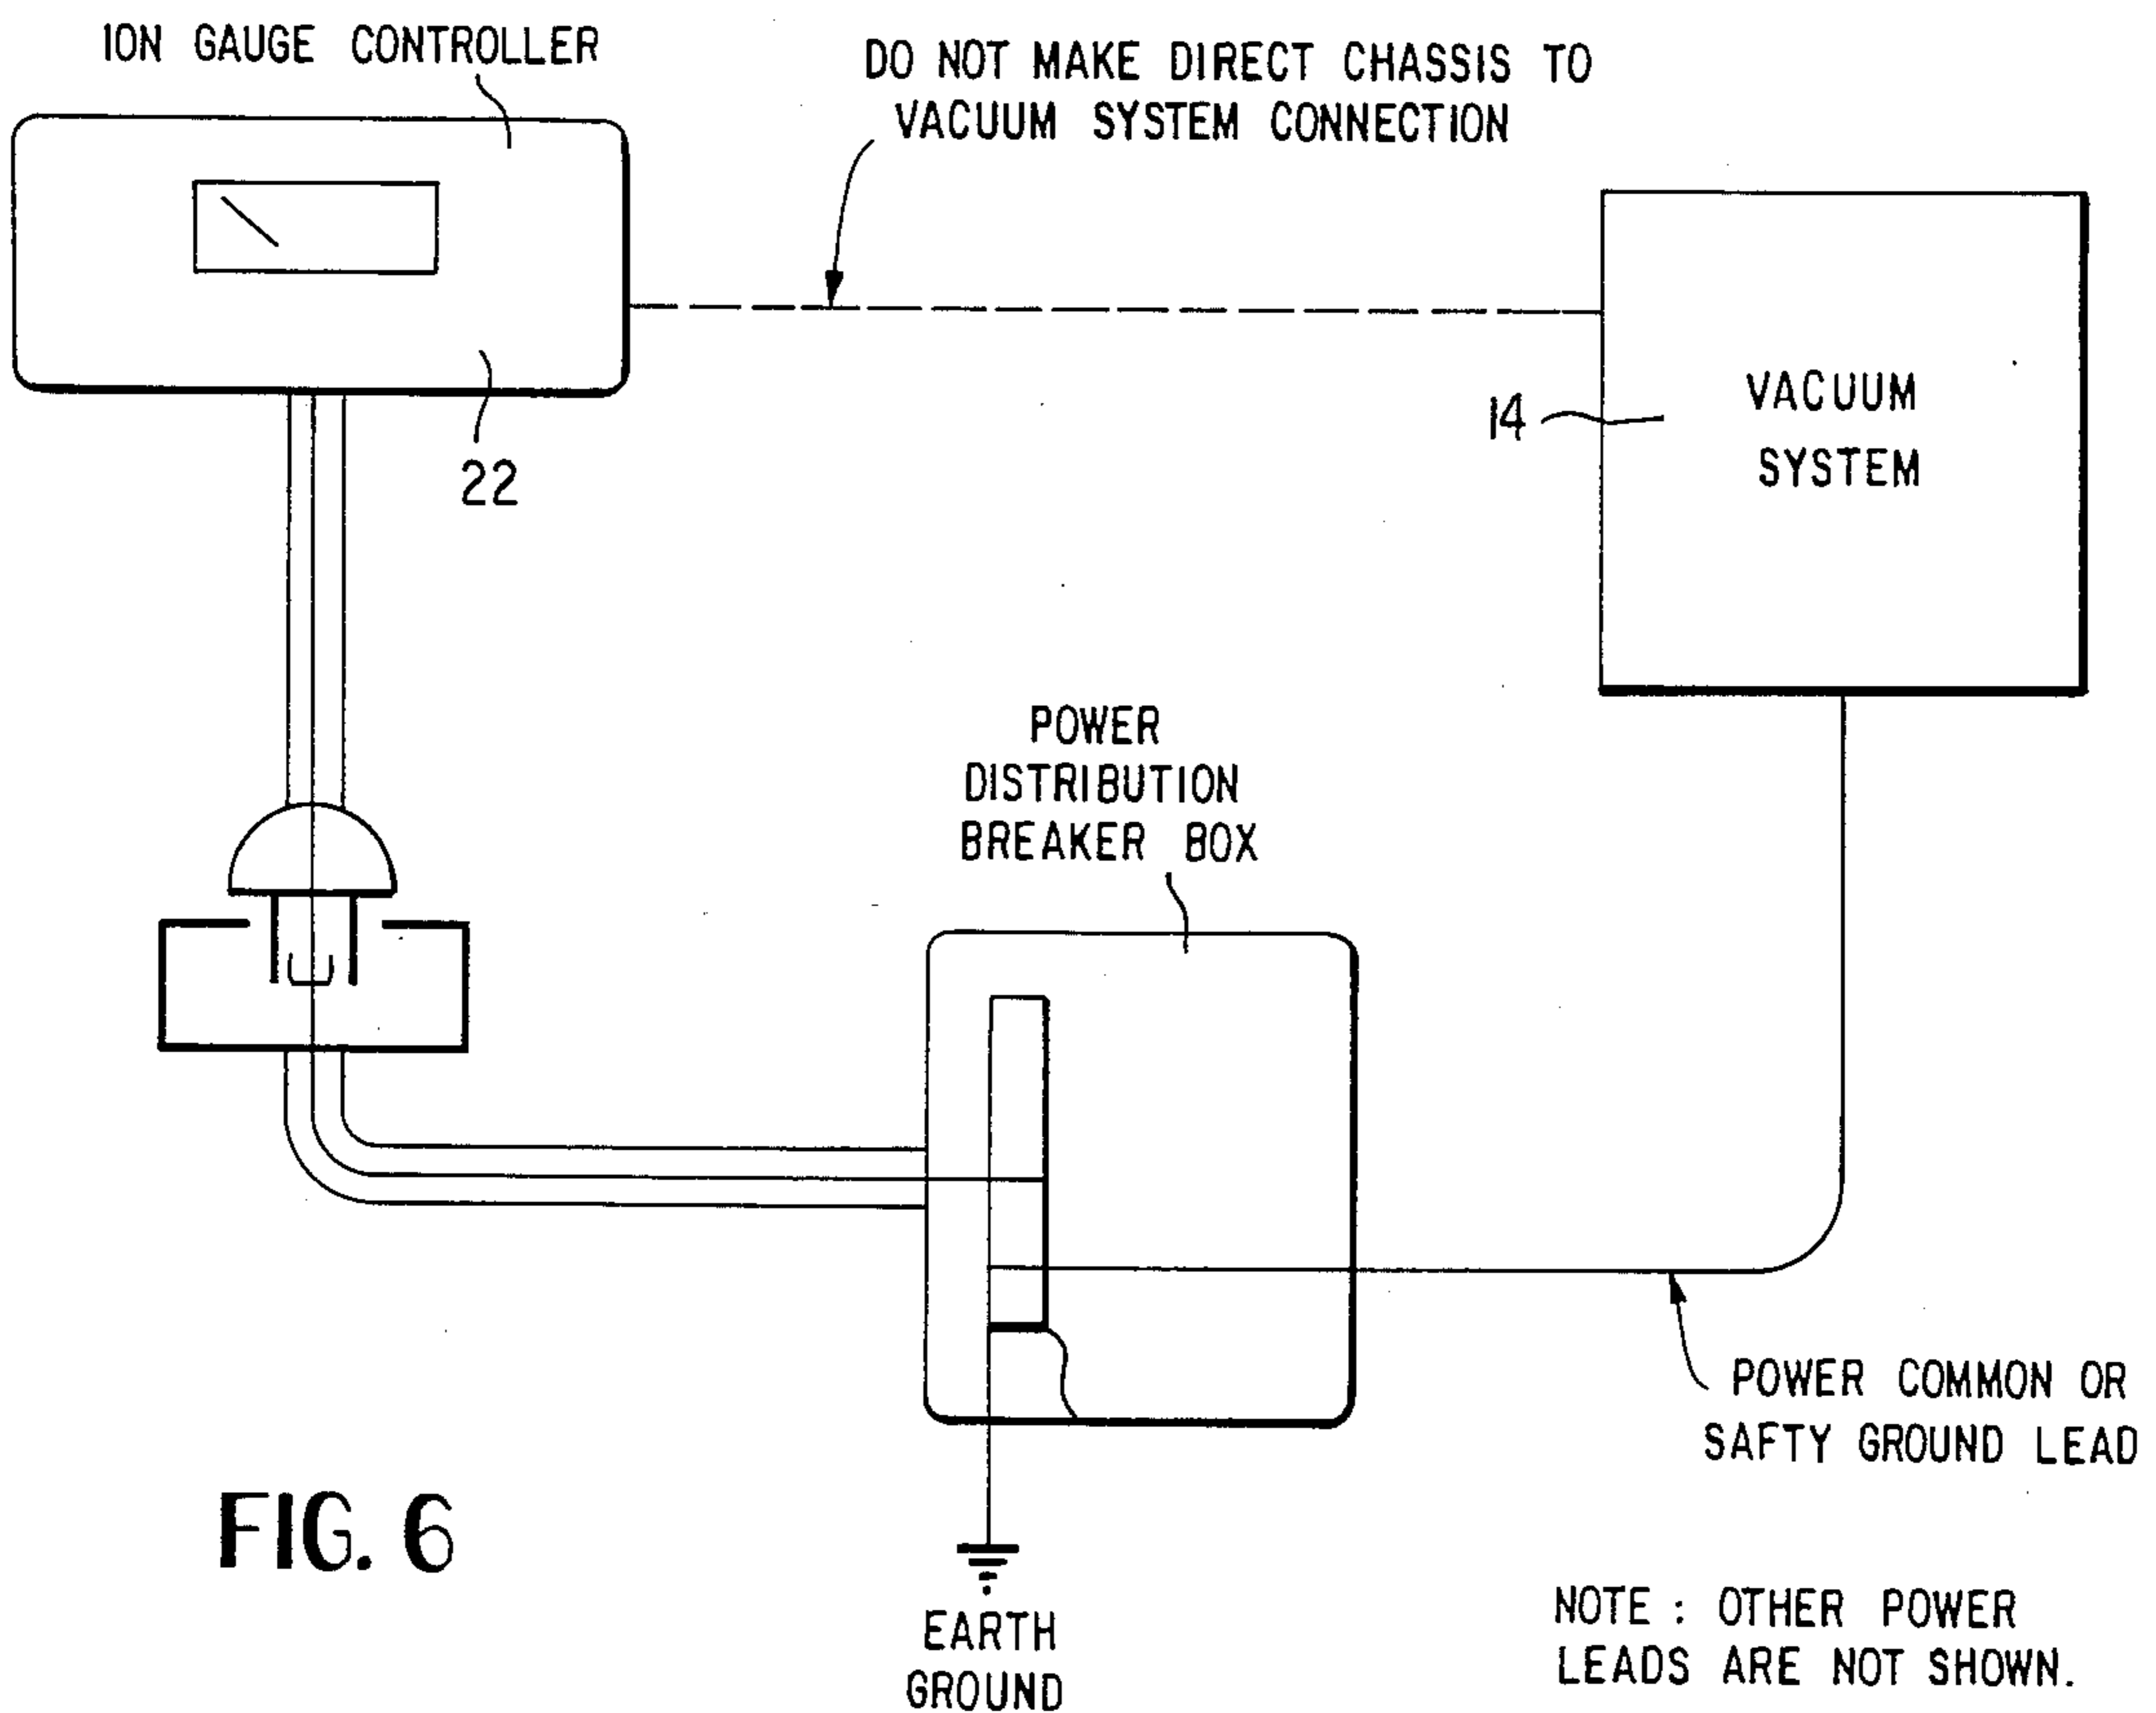 ION GAUGE CONTROLLER
DO NOT MAKE DIRECT CHASSIS TO
VACUUM SYSTEM CONNECTION
22
14
VACUUM
SYSTEM
POWER
DISTRIBUTION
BREAKER BOX
POWER COMMON OR
SAFTY GROUND LEAD
FIG. 6
EARTH
GROUND
NOTE : OTHER POWER
LEADS ARE NOT SHOWN.